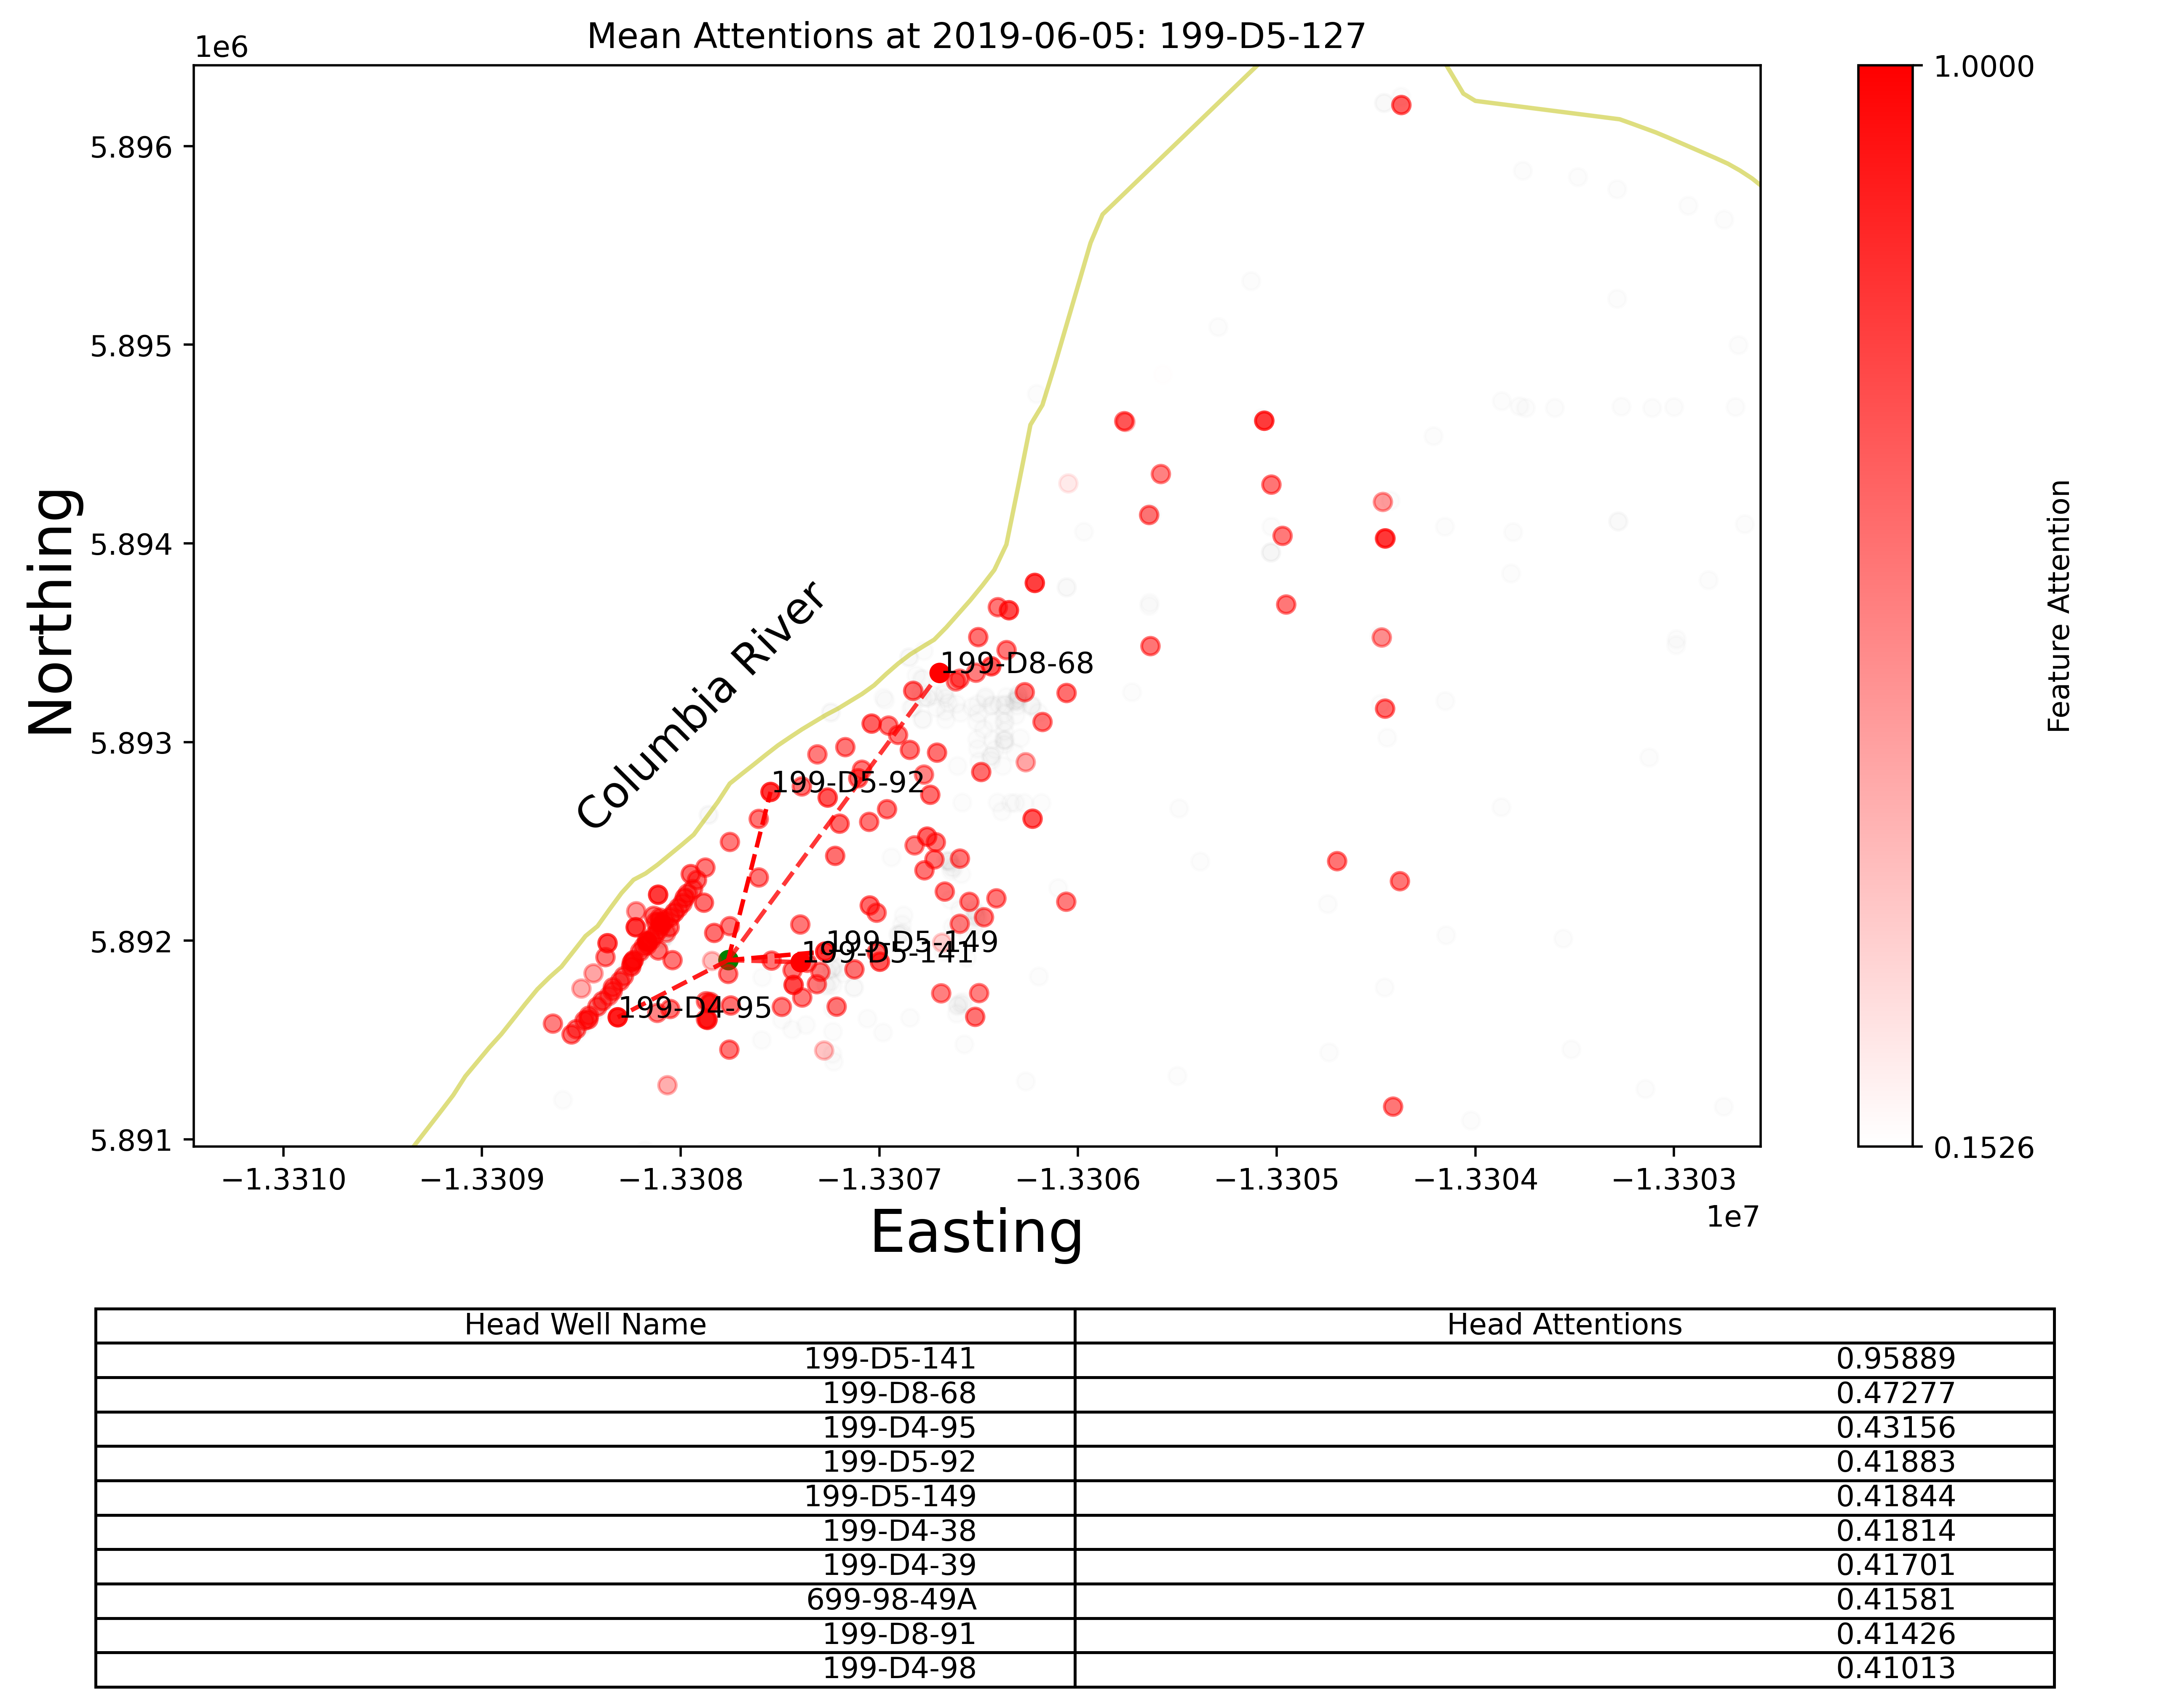 Mean Attentions at 2019-06-05: 199-D5-127
1e6
1.0000
5.896
5.895
5.894
5.893
5.892
5.891
Northing
Columbia River
199-D8-68
199-D5-92
199-D5-149
199-D5-141
199-D4-95
Feature Attention
0.1526
−1.3310
−1.3309
−1.3308
−1.3307
−1.3306
−1.3305
−1.3304
−1.3303
1e7
Easting
Head Well Name Head Attentions
199-D5-141 0.95889
199-D8-68 0.47277
199-D4-95 0.43156
199-D5-92 0.41883
199-D5-149 0.41844
199-D4-38 0.41814
199-D4-39 0.41701
699-98-49A 0.41581
199-D8-91 0.41426
199-D4-98 0.41013